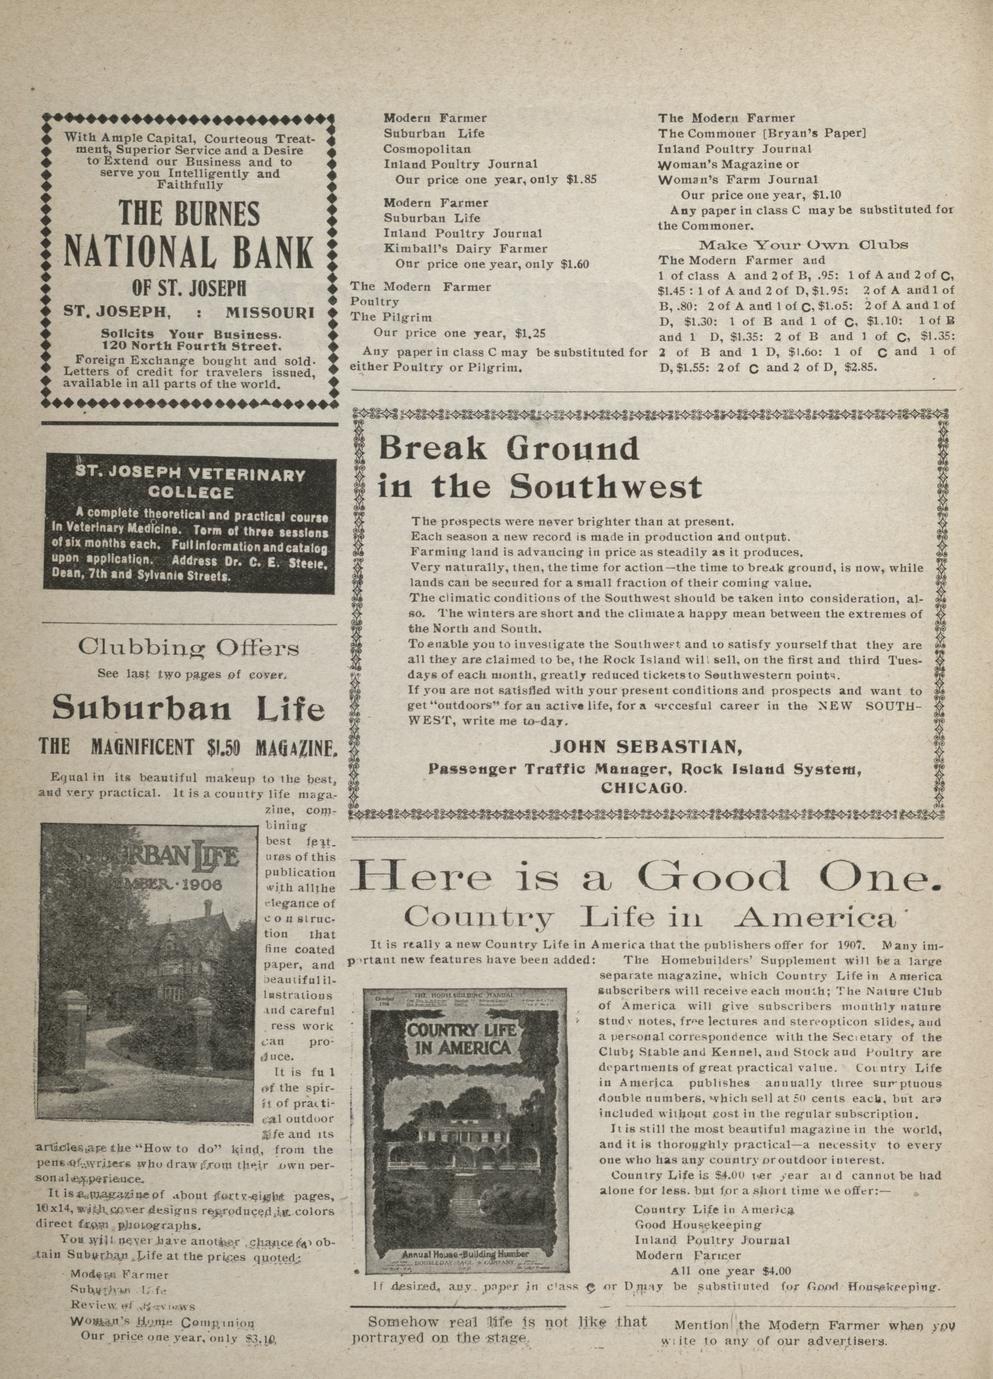 With Ample Capital, Courteous Treat-
ment, Superior Service and a Desire
to Extend our Business and to
serve you Intelligently and
Faithfully
THE BURNES
NATIONAL BANK
OF ST. JOSEPH
ST. JOSEPH, : MISSOURI
Solicits Your Business.
120 North Fourth Street.
Foreign Exchange bought and sold.
Letters of credit for travelers issued,
available in all parts of the world.
ST. JOSEPH VETERINARY
COLLEGE
A complete theoretical and practical course
in Veterinary Medicine. Term of three sessions
of six months each. Full information and catalog
upon application. Address Dr. C. E. Steele,
Dean, 7th and Sylvanie Streets.
Clubbing Offers
See last two pages of cover.
Suburban Life
THE MAGNIFICENT $1.50 MAGAZINE.
Equal in its beautiful makeup to the best,
and very practical. It is a country life maga-
zine, com-
bining
best feat-
ures of this
publication
with all the
elegance of
construc-
tion that
fine coated
paper, and
beautiful il-
lustrations
and careful
press work
can pro-
duce.
It is full
of the spir-
it of practi-
cal outdoor
life and its
SUBURBAN LIFE
EMBER · 1906
articles are the "How to do" kind, from the
pens of writers who draw from their own per-
sonal experience.
It is a magazine of about forty-eight pages,
10x14, with cover designs reproduced in colors
direct from photographs.
You will never have another chance to ob-
tain Suburban Life at the prices quoted:
Modern Farmer
Suburban Life
Review of Reviews
Woman's Home Companion
Our price one year, only $3.10.
Modern Farmer
Suburban Life
Cosmopolitan
Inland Poultry Journal
Our price one year, only $1.85
Modern Farmer
Suburban Life
Inland Poultry Journal
Kimball's Dairy Farmer
Our price one year, only $1.60
The Modern Farmer
Poultry
The Pilgrim
Our price one year, $1.25
Any paper in class C may be substituted for
either Poultry or Pilgrim.
The Modern Farmer
The Commoner [Bryan's Paper]
Inland Poultry Journal
Woman's Magazine or
Woman's Farm Journal
Our price one year, $1.10
Any paper in class C may be substituted for
the Commoner.
Make Your Own Clubs
The Modern Farmer and
1 of class A and 2 of B, .95: 1 of A and 2 of C,
$1.45 : 1 of A and 2 of D, $1.95: 2 of A and 1 of
B, .80: 2 of A and 1 of C, $1.05: 2 of A and 1 of
D, $1.30: 1 of B and 1 of C, $1.10: 1 of B
and 1 D, $1.35: 2 of B and 1 of C, $1.35:
2 of B and 1 D, $1.60: 1 of C and 1 of
D, $1.55: 2 of C and 2 of D, $2.85.
Break Ground
in the Southwest
The prospects were never brighter than at present.
Each season a new record is made in production and output.
Farming land is advancing in price as steadily as it produces.
Very naturally, then, the time for action—the time to break ground, is now, while
lands can be secured for a small fraction of their coming value.
The climatic conditions of the Southwest should be taken into consideration, al-
so. The winters are short and the climate a happy mean between the extremes of
the North and South.
To enable you to investigate the Southwest and to satisfy yourself that they are
all they are claimed to be, the Rock Island will sell, on the first and third Tues-
days of each month, greatly reduced tickets to Southwestern points.
If you are not satisfied with your present conditions and prospects and want to
get "outdoors" for an active life, for a succesful career in the NEW SOUTH-
WEST, write me to-day.
JOHN SEBASTIAN,
Passenger Traffic Manager, Rock Island System,
CHICAGO.
Here is a Good One.
Country Life in America
It is really a new Country Life in America that the publishers offer for 1907. Many im-
portant new features have been added: The Homebuilders' Supplement will be a large
separate magazine, which Country Life in America
subscribers will receive each month; The Nature Club
of America will give subscribers monthly nature
study notes, free lectures and stereopticon slides, and
a personal correspondence with the Secretary of the
Club; Stable and Kennel, and Stock and Poultry are
departments of great practical value. Country Life
in America publishes annually three sumptuous
double numbers, which sell at 50 cents each, but are
included without cost in the regular subscription.
It is still the most beautiful magazine in the world,
and it is thoroughly practical—a necessity to every
one who has any country or outdoor interest.
Country Life is $4.00 per year and cannot be had
alone for less, but for a short time we offer:—
Country Life in America
Good Housekeeping
Inland Poultry Journal
Modern Farmer
All one year $4.00
THE HOUSEBUILDING MANUAL
COUNTRY LIFE
IN AMERICA
Annual House-Building Number
DOUBLEDAY PAGE & COMPANY
If desired, any paper in class C or D may be substituted for Good Housekeeping.
Somehow real life is not like that
portrayed on the stage.
Mention the Modern Farmer when you
write to any of our advertisers.